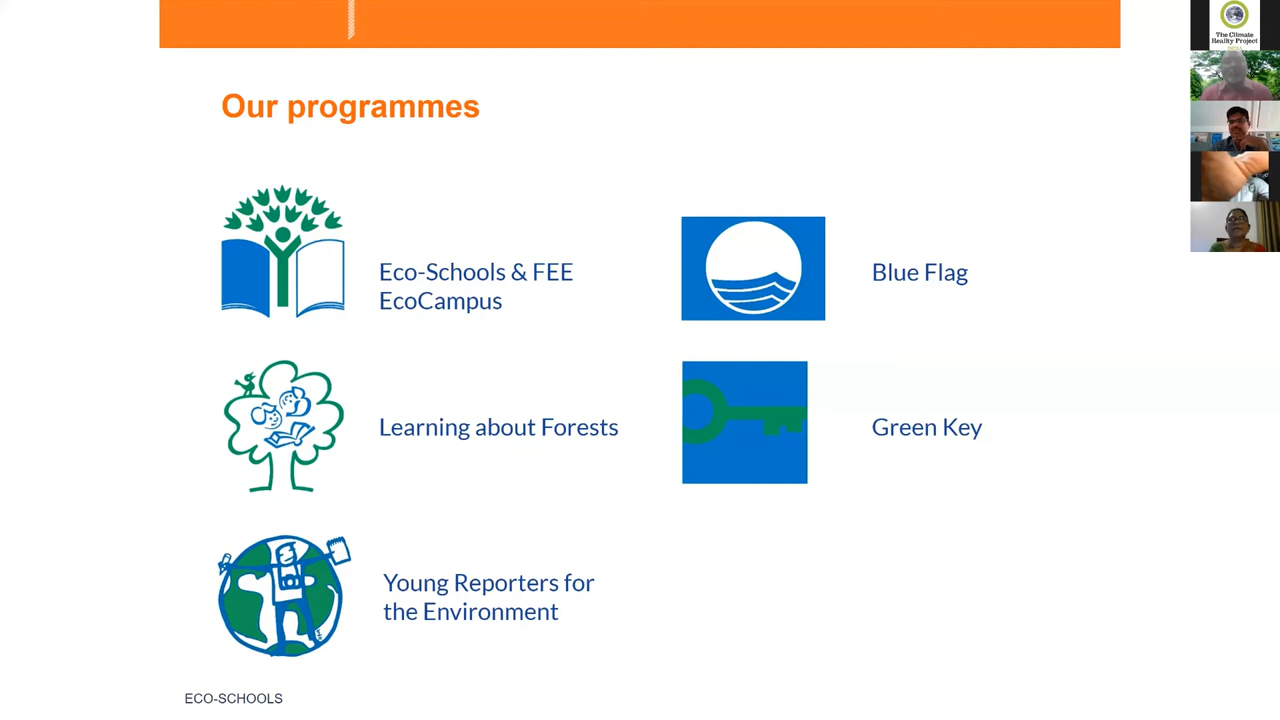 Our programmes
Eco-Schools & FEE
EcoCampus
Blue Flag
Learning about Forests
Green Key
Young Reporters for
the Environment
ECO-SCHOOLS
The Climate
Reality Project
INDIA